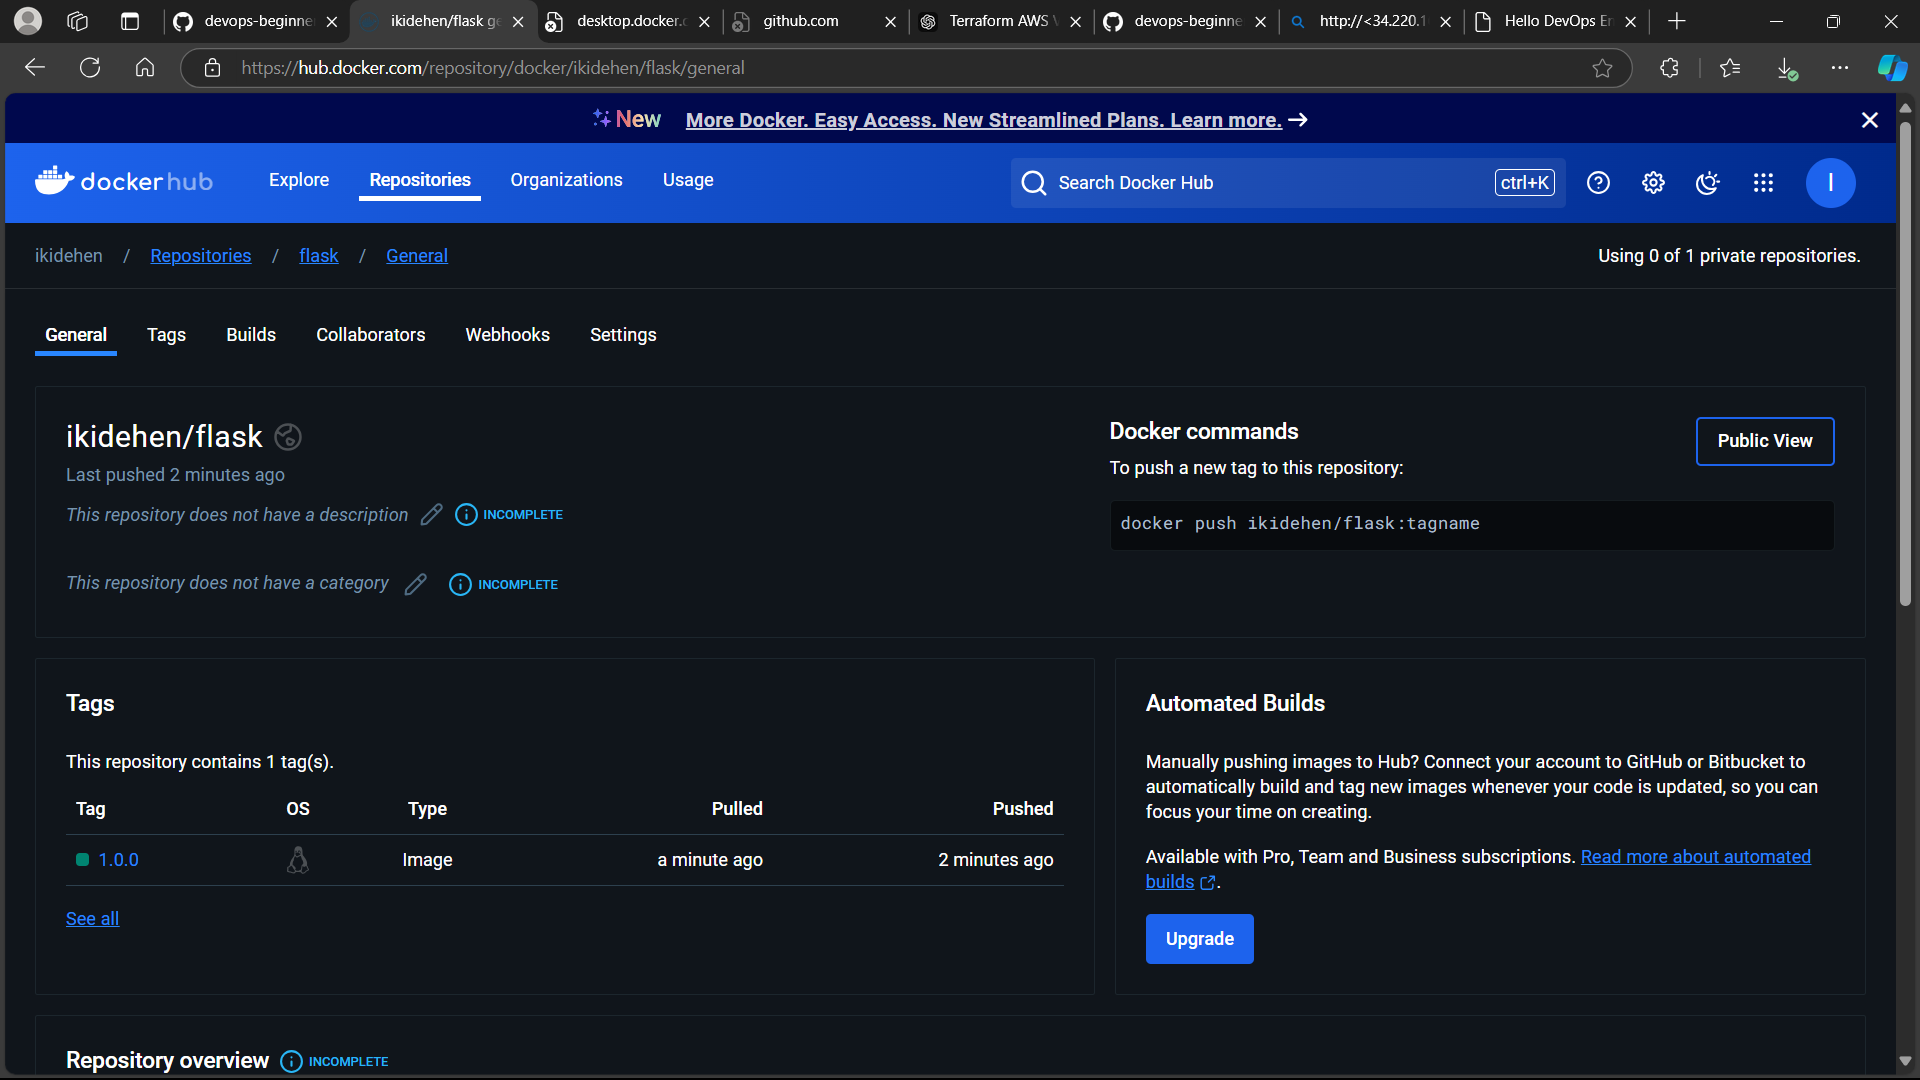 devops-beginne
ikidehen/flask ge
desktop.docker.c
github.com
Terraform AWS V
devops-beginne
http://<34.220.1
Hello DevOps En
https://hub.docker.com/repository/docker/ikidehen/flask/general
New More Docker. Easy Access. New Streamlined Plans. Learn more. →
docker hub
Explore
Repositories
Organizations
Usage
Search Docker Hub
ctrl+K
I
ikidehen / Repositories / flask / General
Using 0 of 1 private repositories.
General
Tags
Builds
Collaborators
Webhooks
Settings
ikidehen/flask
Last pushed 2 minutes ago
This repository does not have a description INCOMPLETE
This repository does not have a category INCOMPLETE
Docker commands
Public View
To push a new tag to this repository:
docker push ikidehen/flask:tagname
Tags
This repository contains 1 tag(s).
Tag OS Type Pulled Pushed
1.0.0 Image a minute ago 2 minutes ago
See all
Automated Builds
Manually pushing images to Hub? Connect your account to GitHub or Bitbucket to
automatically build and tag new images whenever your code is updated, so you can
focus your time on creating.
Available with Pro, Team and Business subscriptions. Read more about automated
builds.
Upgrade
Repository overview INCOMPLETE